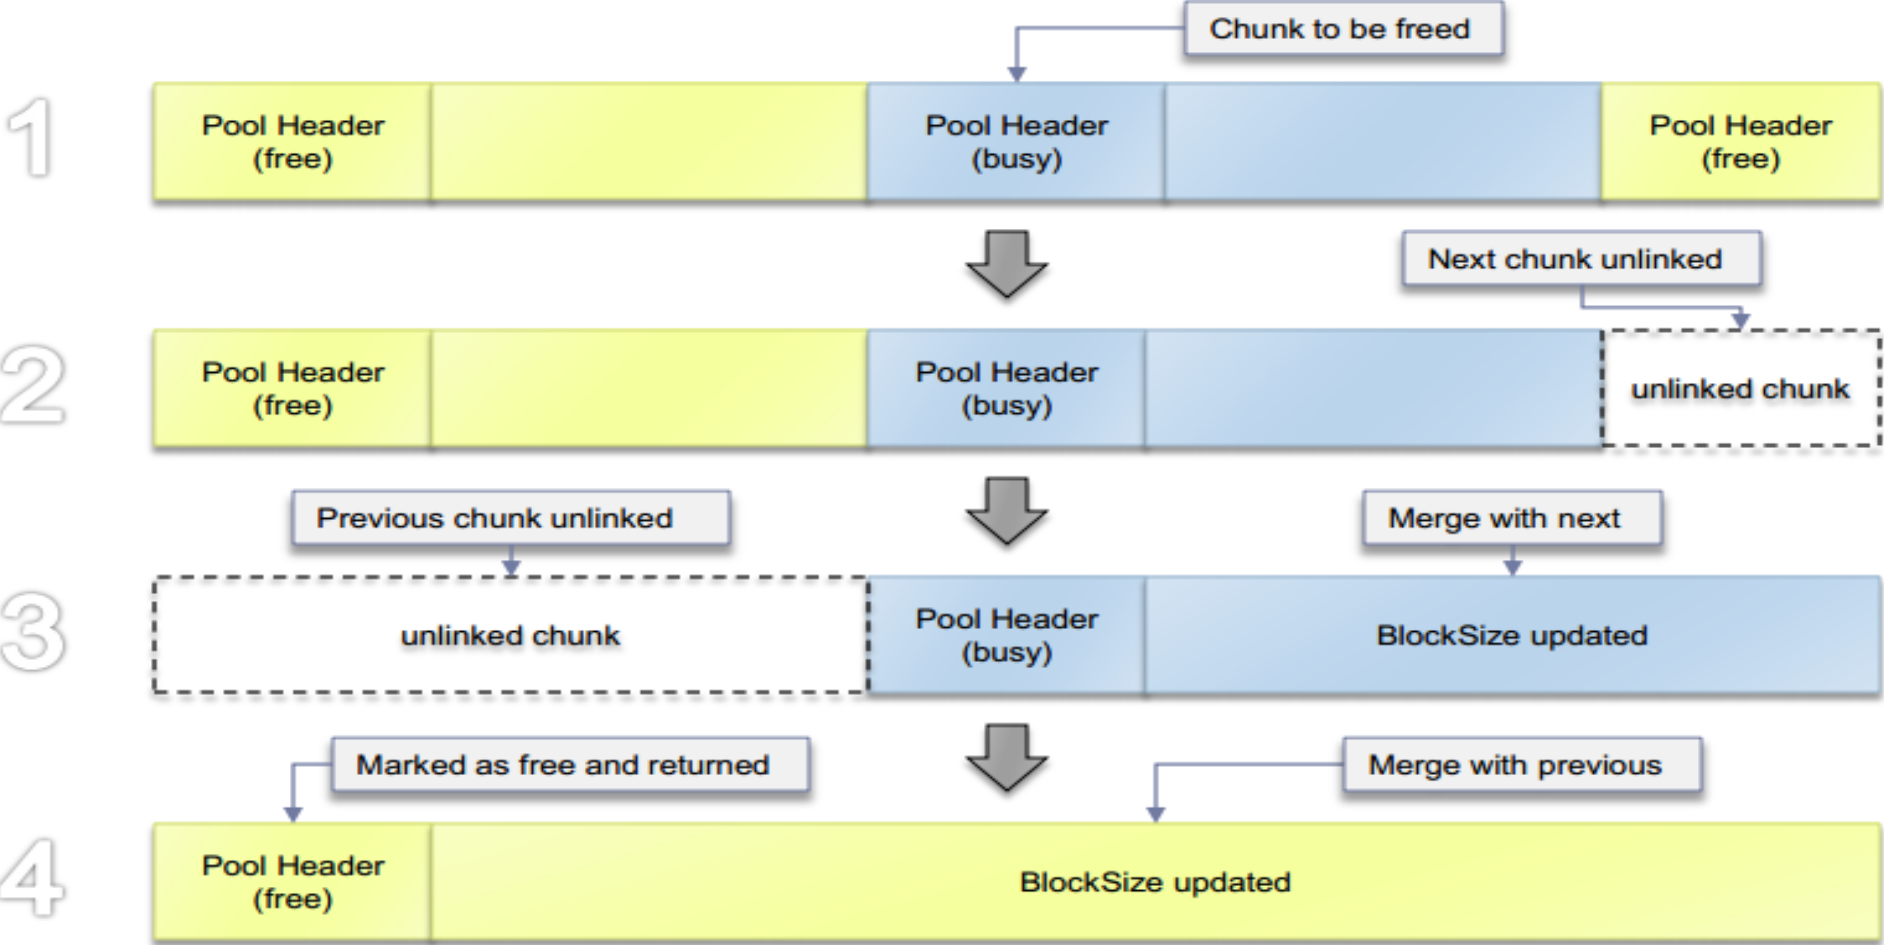 Chunk to be freed
1
Pool Header
(free)
Pool Header
(busy)
Pool Header
(free)
Next chunk unlinked
2
Pool Header
(free)
Pool Header
(busy)
unlinked chunk
Previous chunk unlinked
Merge with next
3
unlinked chunk
Pool Header
(busy)
BlockSize updated
Marked as free and returned
Merge with previous
4
Pool Header
(free)
BlockSize updated